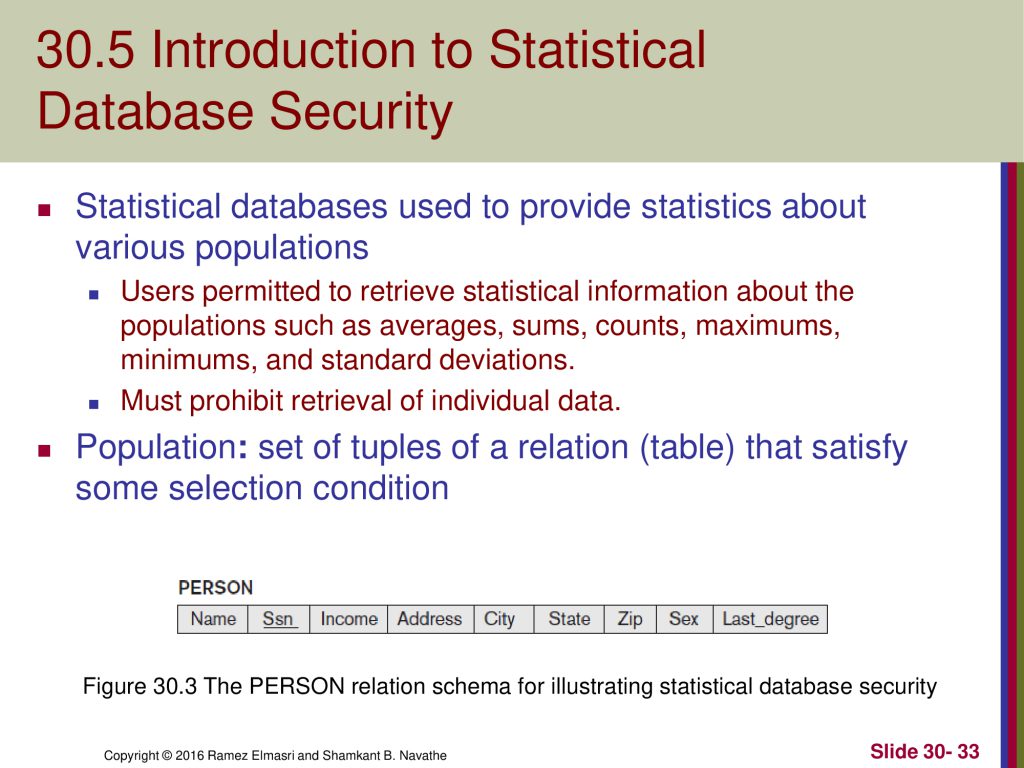 30.5 Introduction to Statistical
Database Security
Statistical databases used to provide statistics about
various populations
Users permitted to retrieve statistical information about the
populations such as averages, sums, counts, maximums,
minimums, and standard deviations.
Must prohibit retrieval of individual data.
Population: set of tuples of a relation (table) that satisfy
some selection condition
PERSON
Name Ssn Income Address City State Zip Sex Last_degree
Figure 30.3 The PERSON relation schema for illustrating statistical database security
Copyright © 2016 Ramez Elmasri and Shamkant B. Navathe
Slide 30- 33